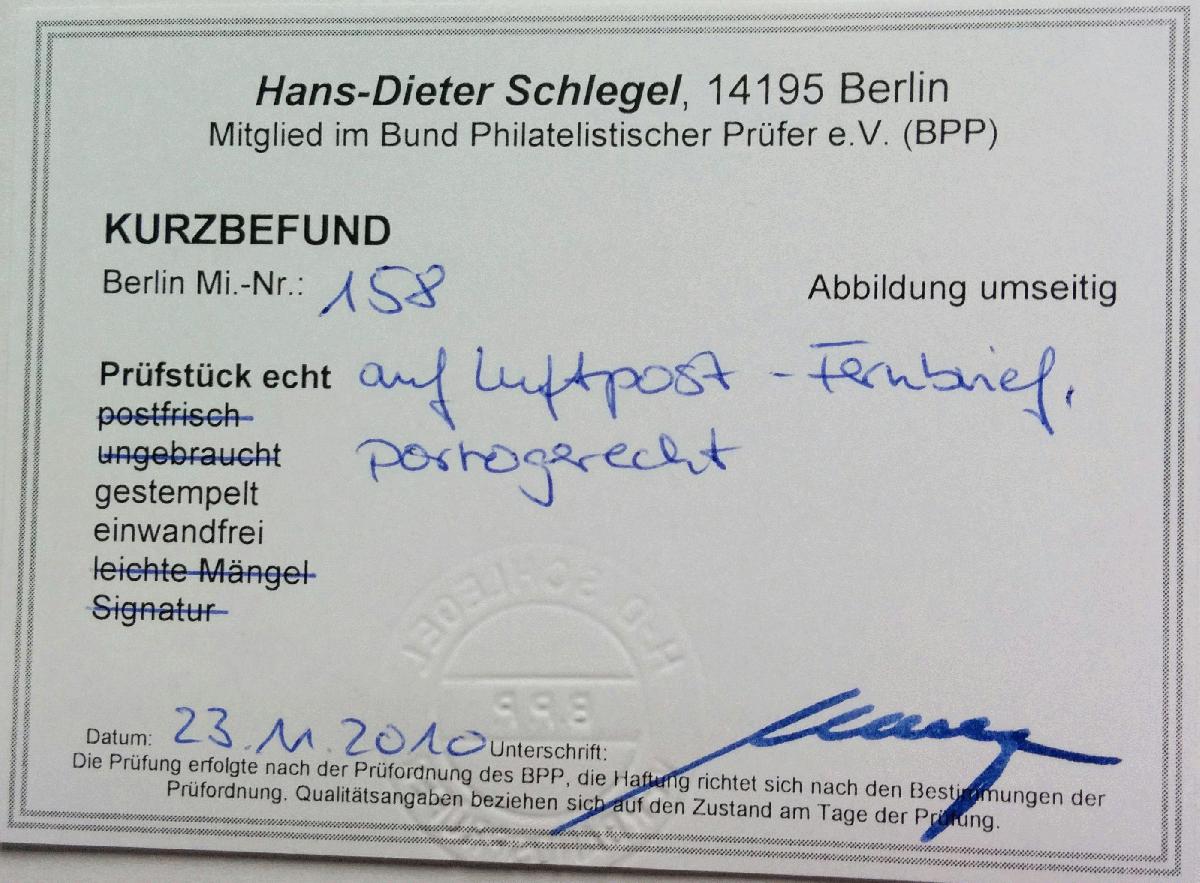 Hans-Dieter Schlegel, 14195 Berlin
Mitglied im Bund Philatelistischer Prüfer e.V. (BPP)
KURZBEFUND
Berlin Mi.-Nr.: 158
Abbildung umseitig
Prüfstück echt auf Luftpost - Fernbrief,
postfrisch
ungebraucht portogerecht
gestempelt
einwandfrei
leichte Mängel
Signatur
H-D SCHLEGEL
BPP
Datum: 23.11.2010 Unterschrift:
Die Prüfung erfolgte nach der Prüfordnung des BPP, die Haftung richtet sich nach den Bestimmungen der
Prüfordnung. Qualitätsangaben beziehen sich auf den Zustand am Tage der Prüfung.